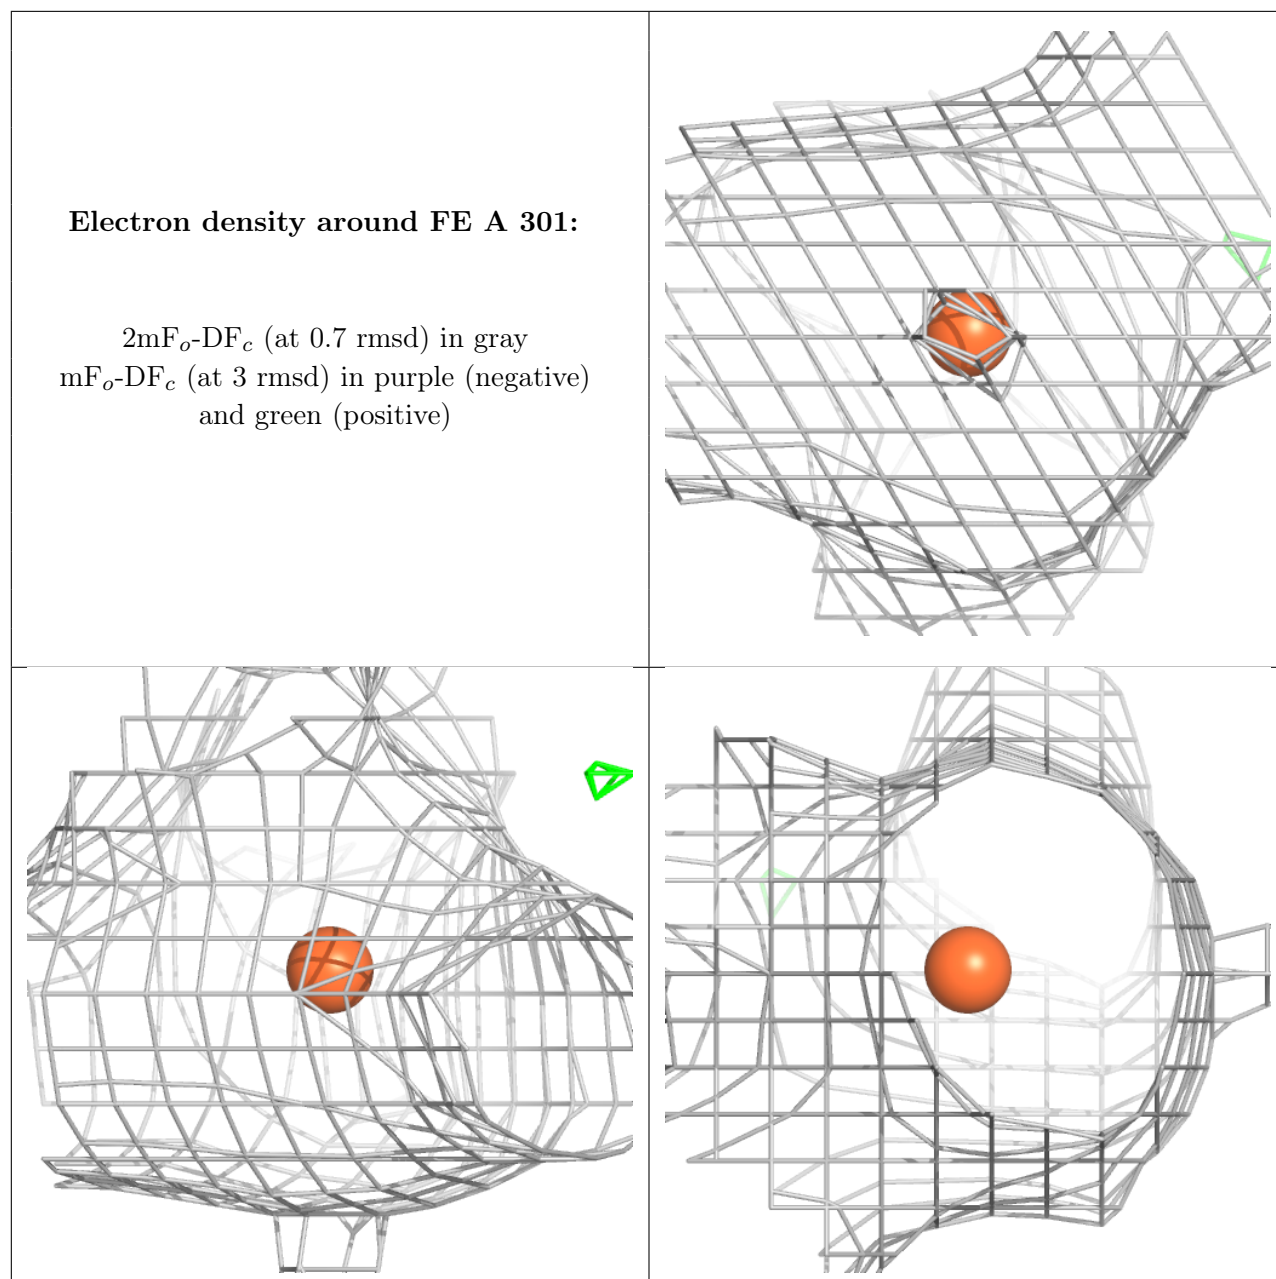 Electron density around FE A 301:
2mFo-DFc (at 0.7 rmsd) in gray
mFo-DFc (at 3 rmsd) in purple (negative)
and green (positive)